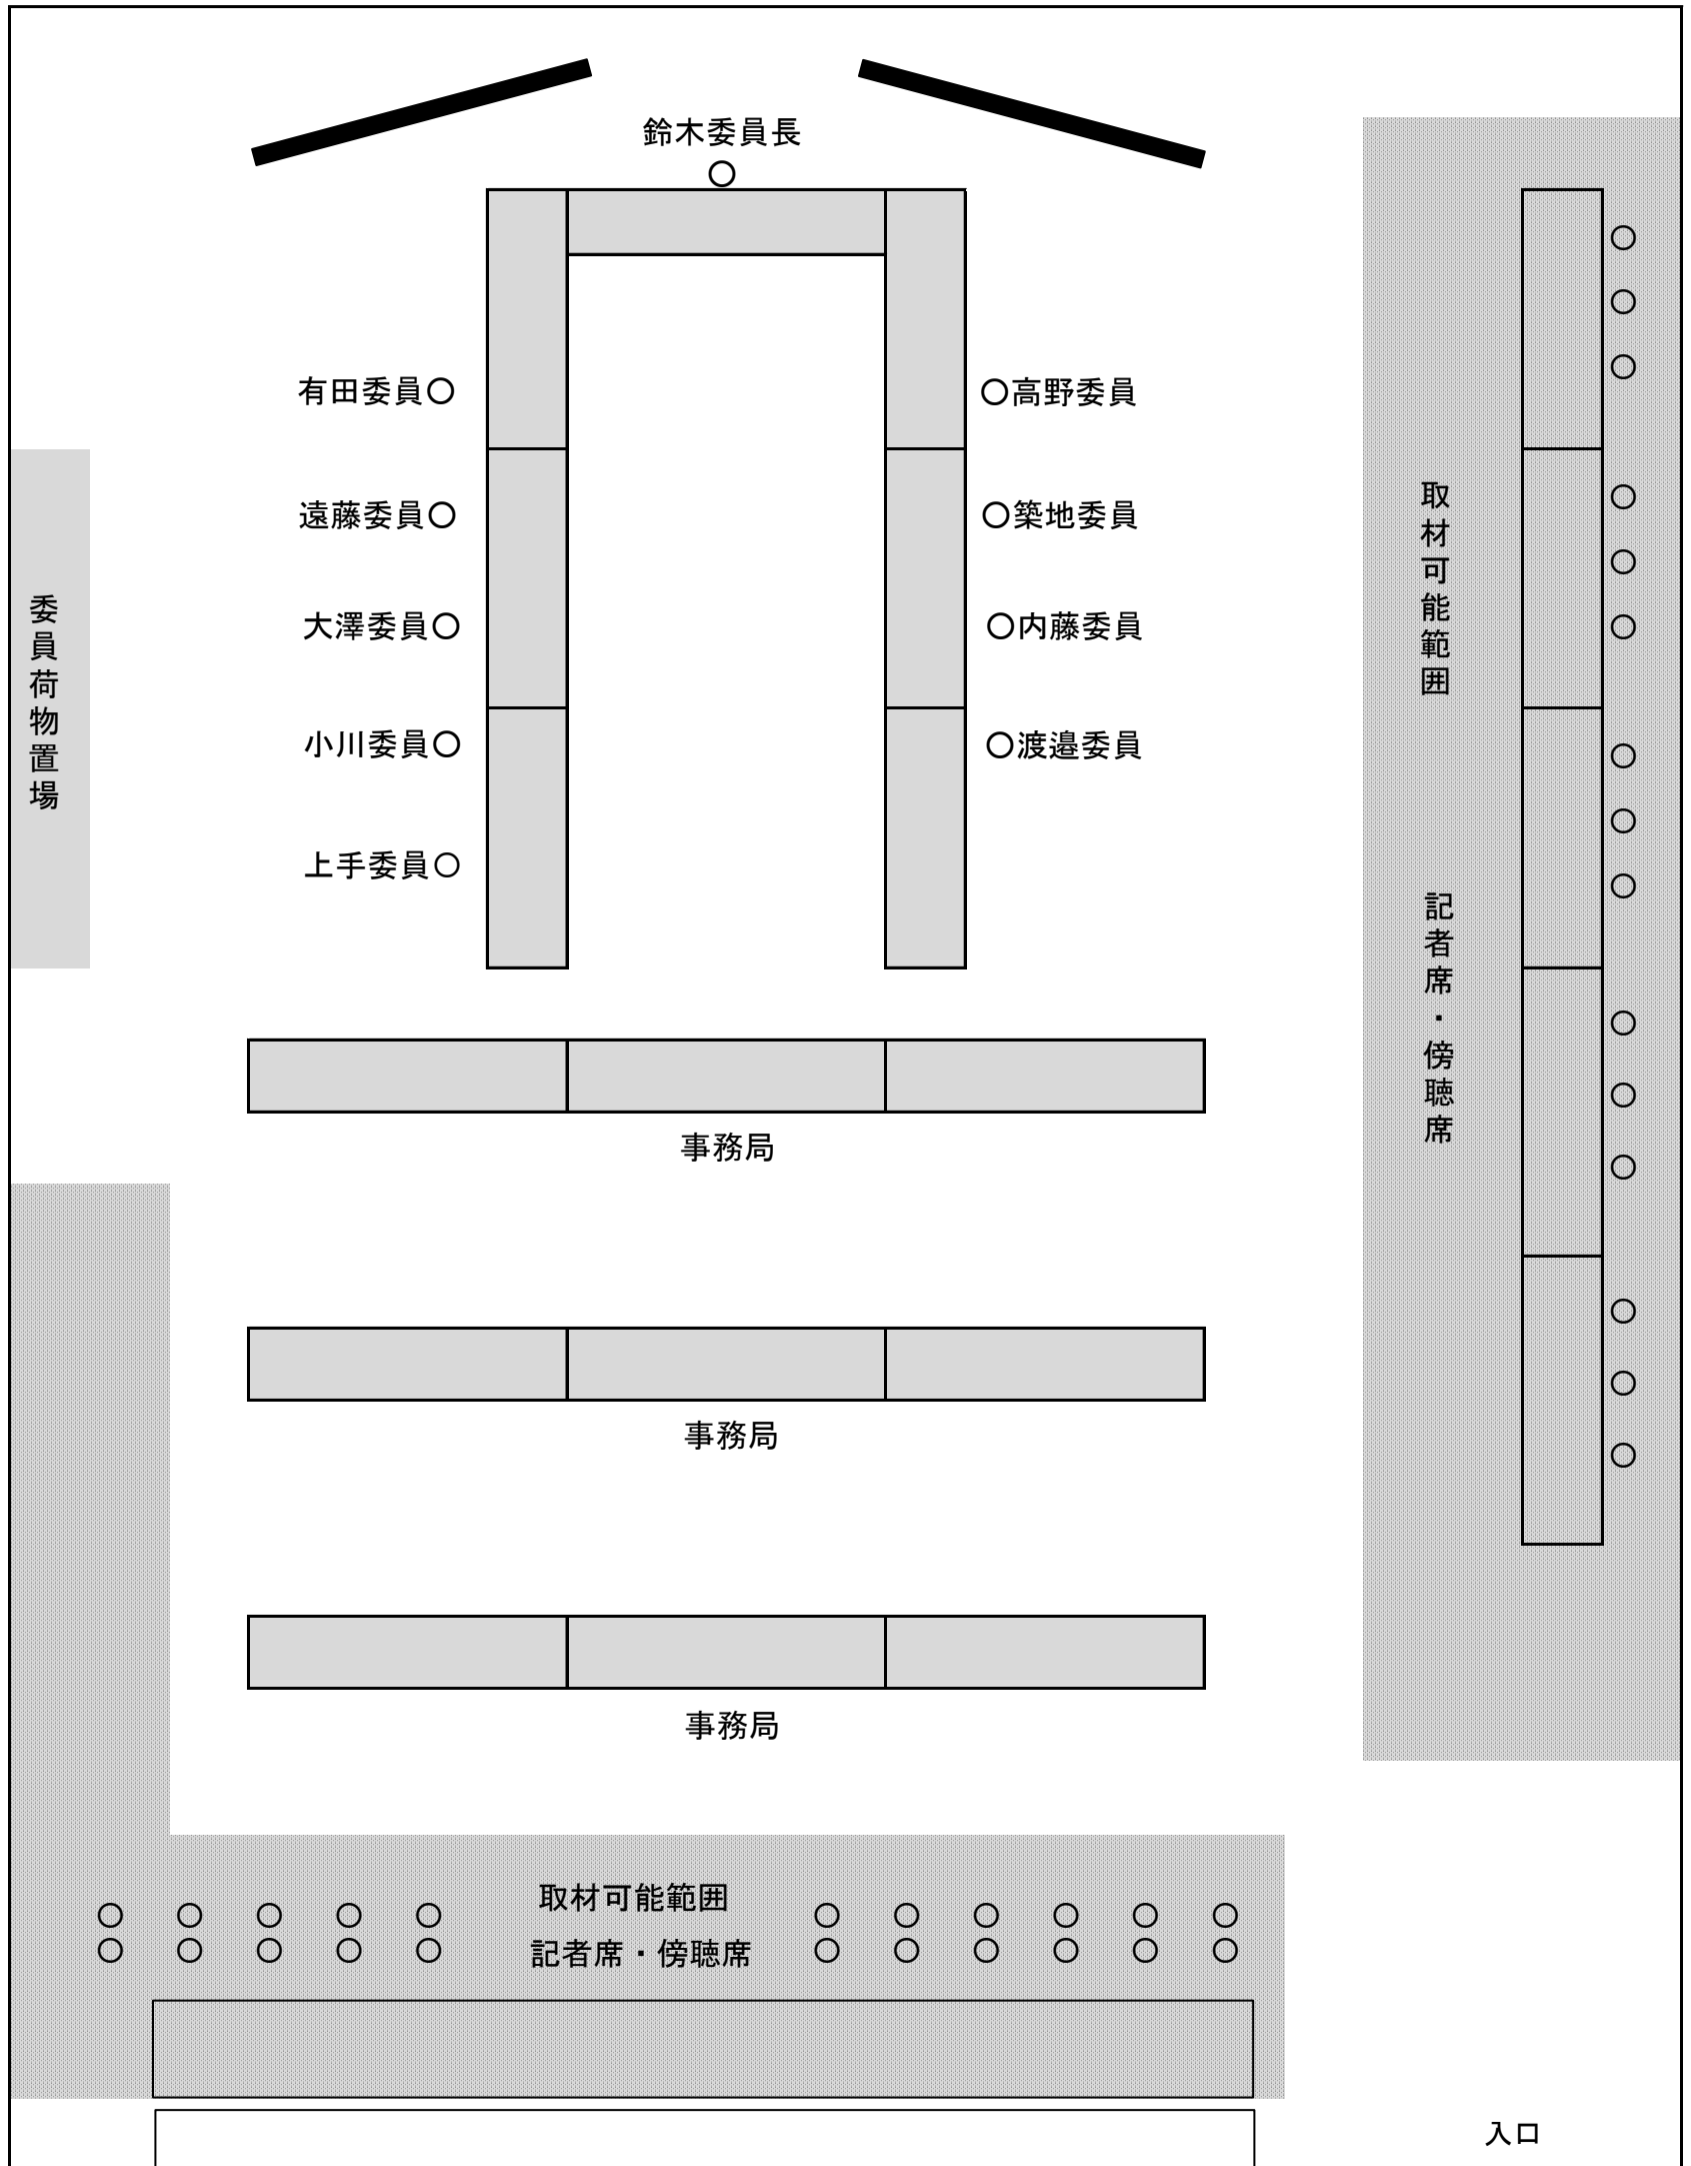 鈴木委員長
有田委員○
○高野委員
遠藤委員○
○築地委員
大澤委員○
○内藤委員
小川委員○
○渡邉委員
上手委員○
委員荷物置場
取材可能範囲
記者席・傍聴席
事務局
事務局
事務局
取材可能範囲
記者席・傍聴席
入口